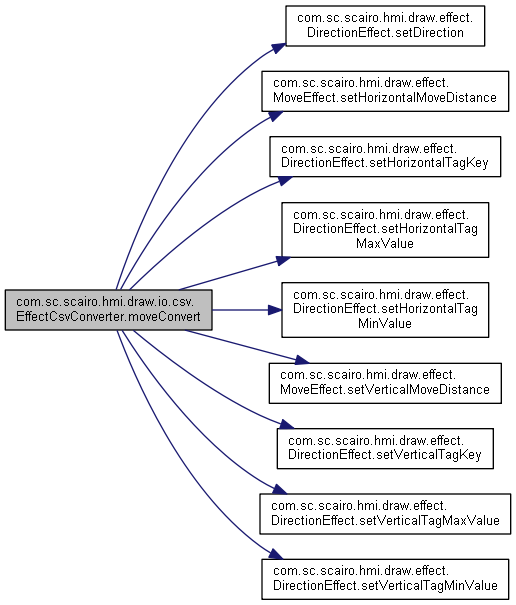 com.sc.scairo.hmi.draw.effect.
DirectionEffect.setDirection
com.sc.scairo.hmi.draw.effect.
MoveEffect.setHorizontalMoveDistance
com.sc.scairo.hmi.draw.effect.
DirectionEffect.setHorizontalTagKey
com.sc.scairo.hmi.draw.effect.
DirectionEffect.setHorizontalTag
MaxValue
com.sc.scairo.hmi.draw.io.csv.
EffectCsvConverter.moveConvert
com.sc.scairo.hmi.draw.effect.
DirectionEffect.setHorizontalTag
MinValue
com.sc.scairo.hmi.draw.effect.
MoveEffect.setVerticalMoveDistance
com.sc.scairo.hmi.draw.effect.
DirectionEffect.setVerticalTagKey
com.sc.scairo.hmi.draw.effect.
DirectionEffect.setVerticalTagMaxValue
com.sc.scairo.hmi.draw.effect.
DirectionEffect.setVerticalTagMinValue